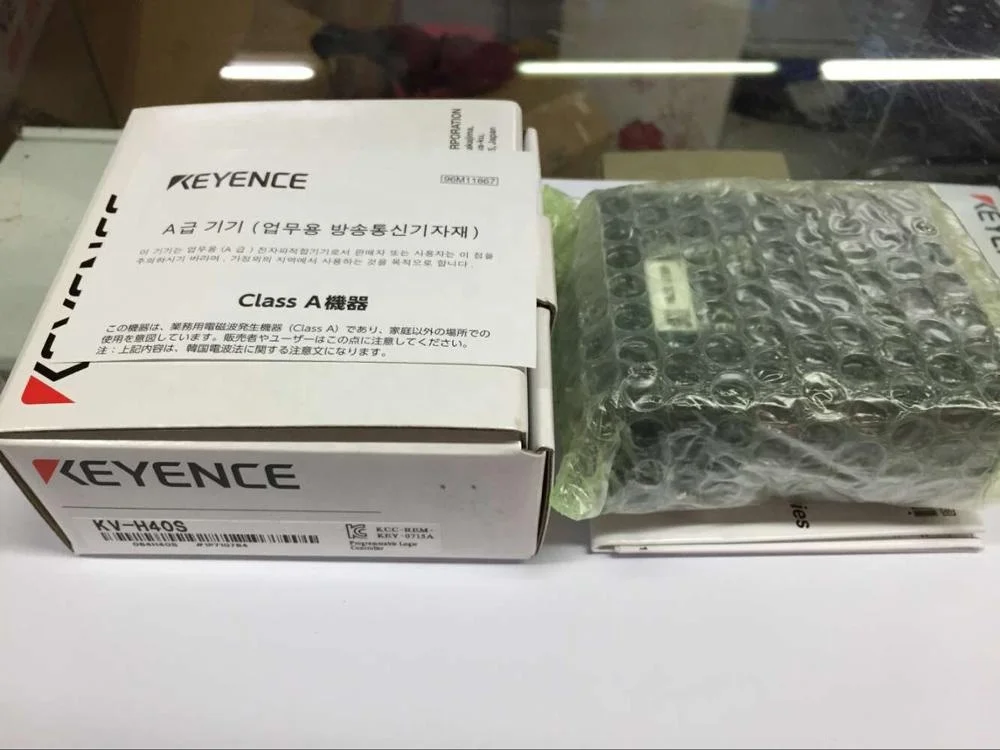 RPORATION
akajima,
Japan
KEYENCE
96M11667
A급 기기 ( 업무용 방송통신기자재 )
이 기기는 업무용 (A 급 ) 전자파적합기기로서 판매자 또는 사용자는 이 점을
주의하시기 바라며 , 가정외의 지역에서 사용하는 것을 목적으로 합니다 .
Class A機器
この機器は、業務用電磁波発生機器（Class A）であり、家庭以外の場所での
使用を意図しています。販売者やユーザーはこの点に注意してください。
注：上記内容は、韓国電波法に関する注意文になります。
KEYENCE
KEYENCE
KV-H40S
084H40S #1P710784
KCC-REM-
KEY-0715A
Programmable Logic
Controller
ies
KEYE